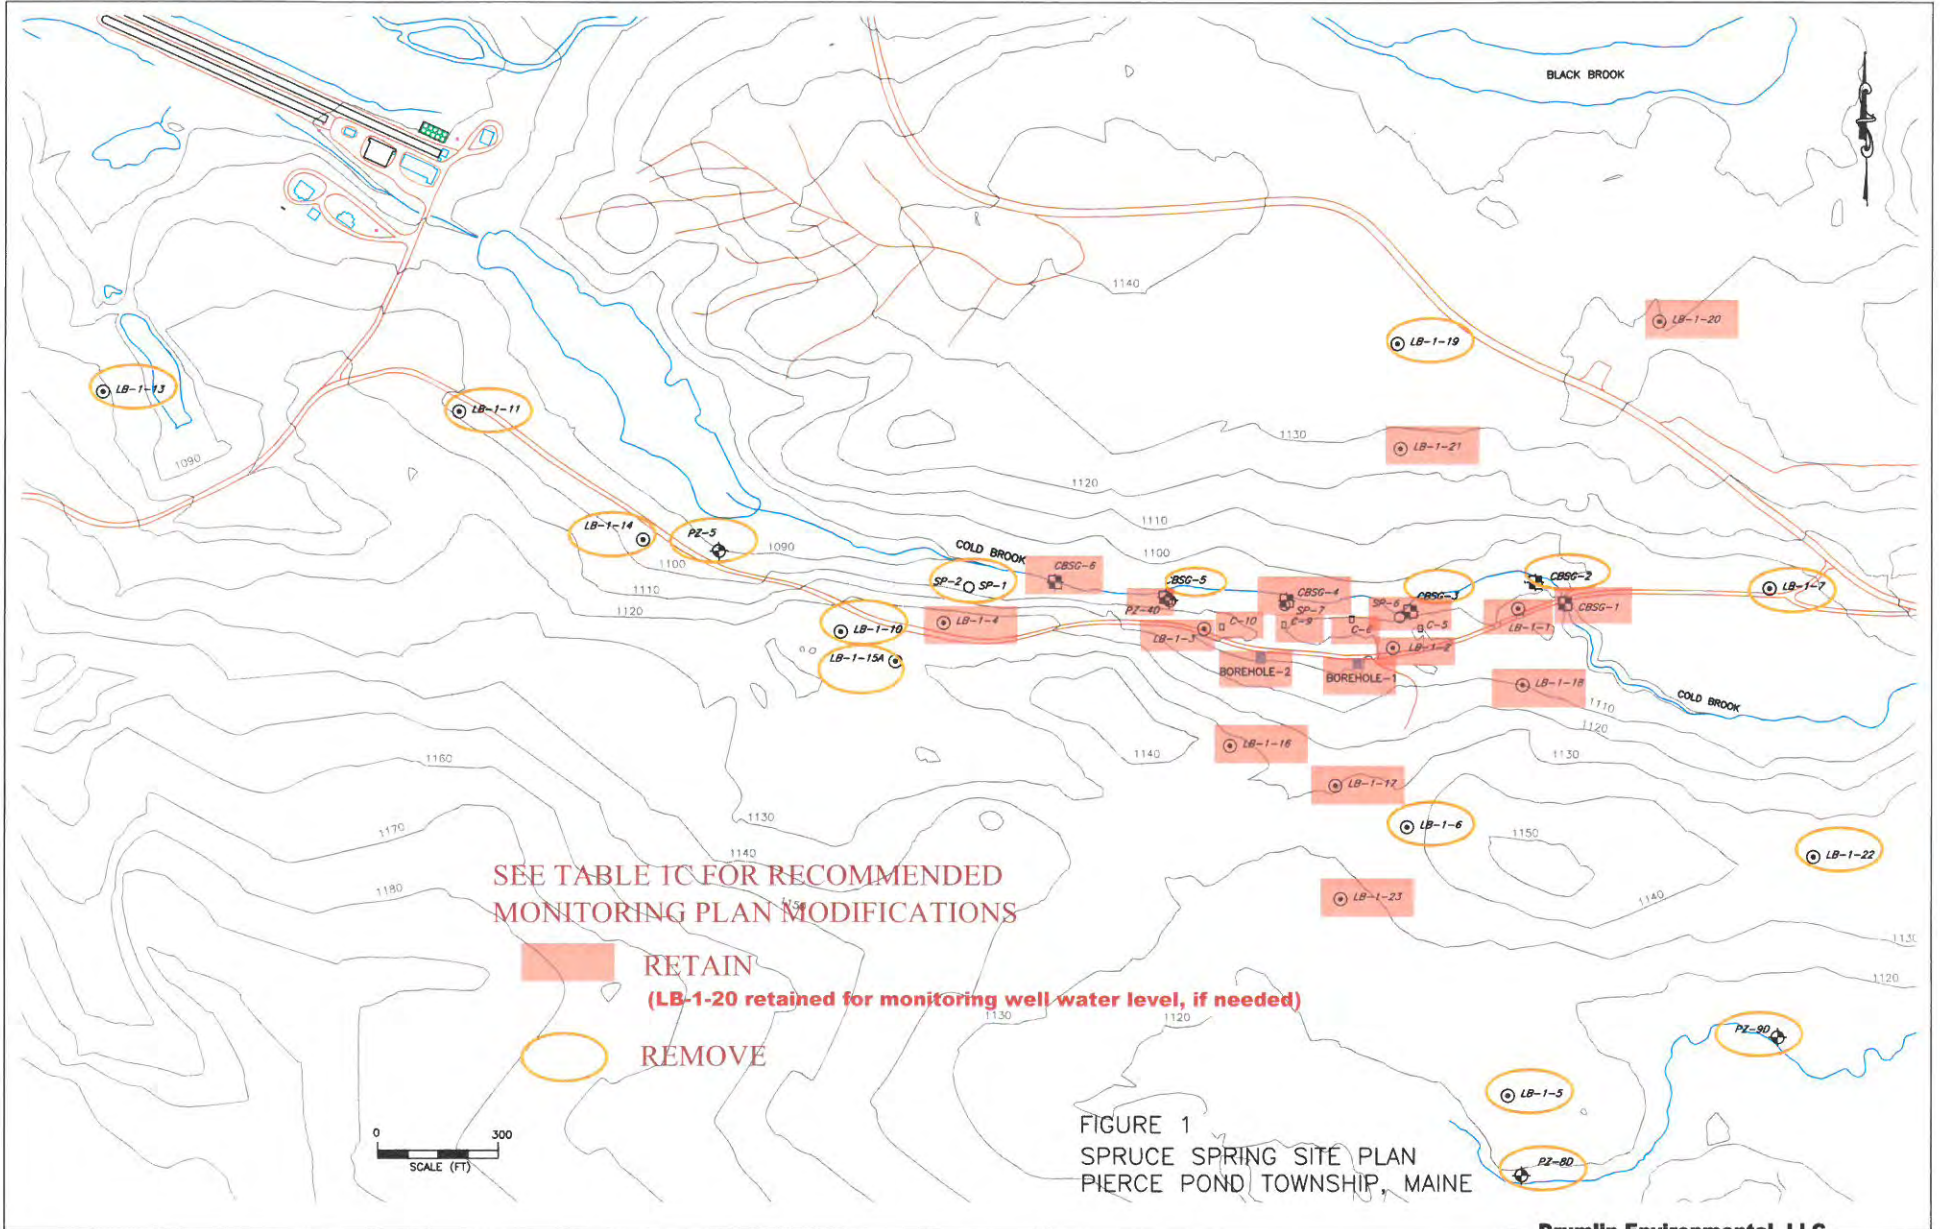 BLACK BROOK
1140
LB-1-20
LB-1-19
LB-1-13
LB-1-11
1130
LB-1-21
1090
1120
1110
LB-1-14
PZ-5
1090
COLD BROOK
1100
1100
CBSG-6
CBSG-5
CBSG-2
SP-2
SP-1
CBSG-4
CBSG-3
LB-1-7
1110
PZ-4D
SP-7
SP-6
CBSG-1
1120
LB-1-10
LB-1-4
LB-1-3
C-10
C-9
C-6
C-5
LB-1-1
LB-1-2
LB-1-15A
BOREHOLE-2
BOREHOLE-1
LB-1-18
COLD BROOK
1110
1120
LB-1-16
1140
1130
1160
LB-1-17
1130
1170
LB-1-6
1150
1140
LB-1-22
SEE TABLE 1C FOR RECOMMENDED
1180
LB-1-23
1140
MONITORING PLAN MODIFICATIONS
1130
RETAIN
1120
(LB-1-20 retained for monitoring well water level, if needed)
1130
1120
PZ-9D
REMOVE
LB-1-5
FIGURE 1
0 300
SCALE (FT)
SPRUCE SPRING SITE PLAN
PZ-8D
PIERCE POND TOWNSHIP, MAINE
Drumlin Environmental, LLC